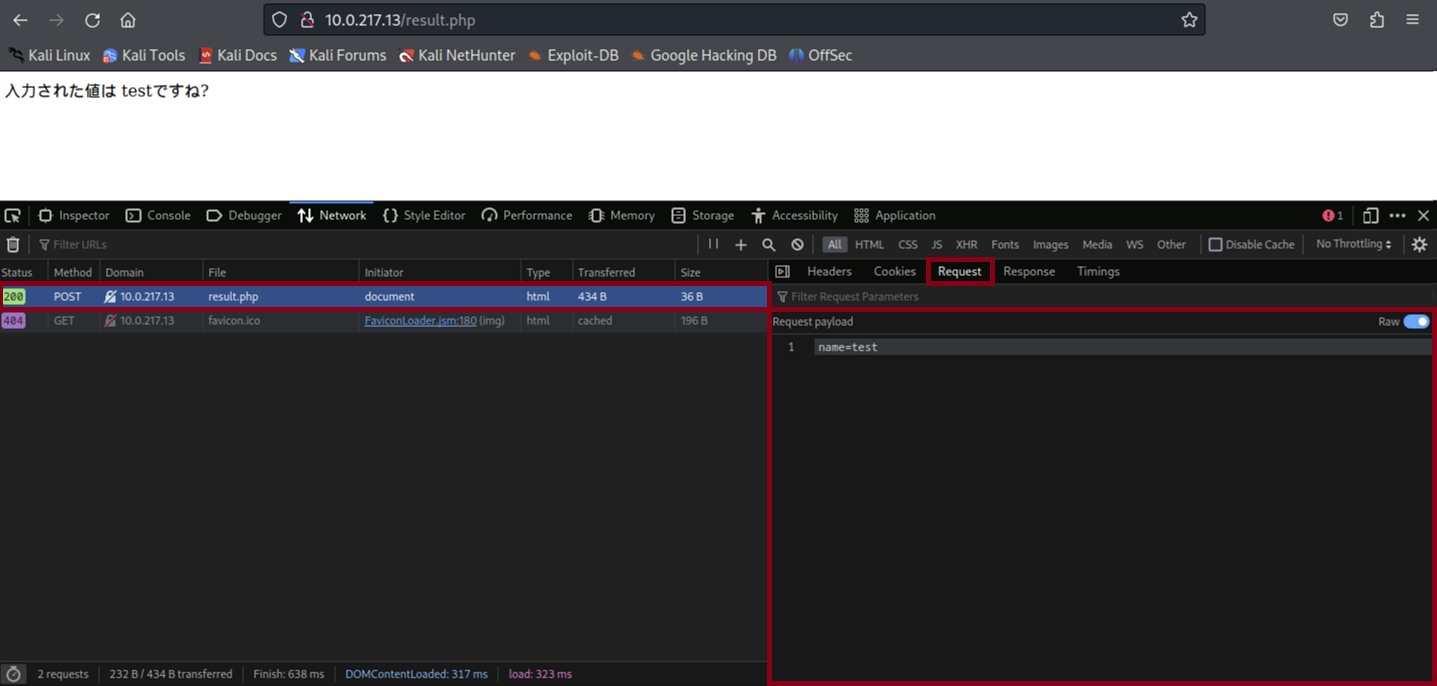 10.0.217.13/result.php
Kali Linux Kali Tools Kali Docs Kali Forums Kali NetHunter Exploit-DB Google Hacking DB OffSec
入力された値は testですね?
Inspector Console Debugger Network Style Editor Performance Memory Storage Accessibility Application 1
Filter URLs All HTML CSS JS XHR Fonts Images Media WS Other Disable Cache No Throttling
Status Method Domain File Initiator Type Transferred Size Headers Cookies Request Response Timings
200 POST 10.0.217.13 result.php document html 434 B 36 B Filter Request Parameters
404 GET 10.0.217.13 favicon.ico FaviconLoader.jsm:180 (img) html cached 196 B Request payload Raw
1 name=test
2 requests 232 B / 434 B transferred Finish: 638 ms DOMContentLoaded: 317 ms load: 323 ms